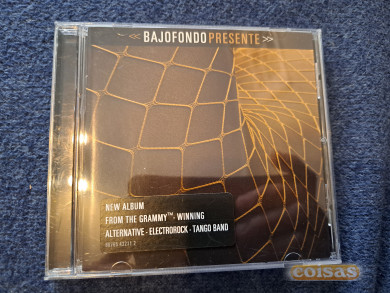 << BAJOFONDO PRESENTE >>
NEW ALBUM
FROM THE GRAMMY™- WINNING
ALTERNATIVE · ELECTROROCK · TANGO BAND
coisas